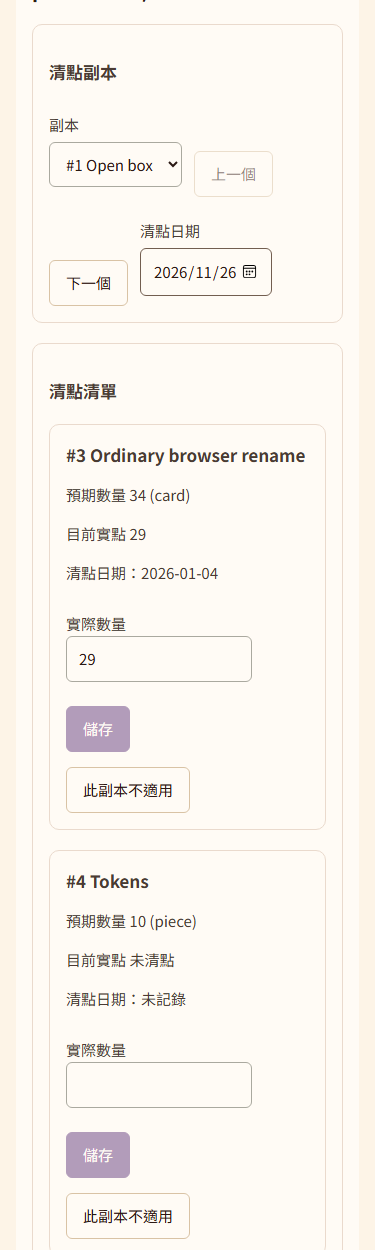 清點副本
副本
#1 Open box
上一個
清點日期
下一個
2026/11/26
清點清單
#3 Ordinary browser rename
預期數量 34 (card)
目前實點 29
清點日期：2026-01-04
實際數量
29
儲存
此副本不適用
#4 Tokens
預期數量 10 (piece)
目前實點 未清點
清點日期：未記錄
實際數量
儲存
此副本不適用